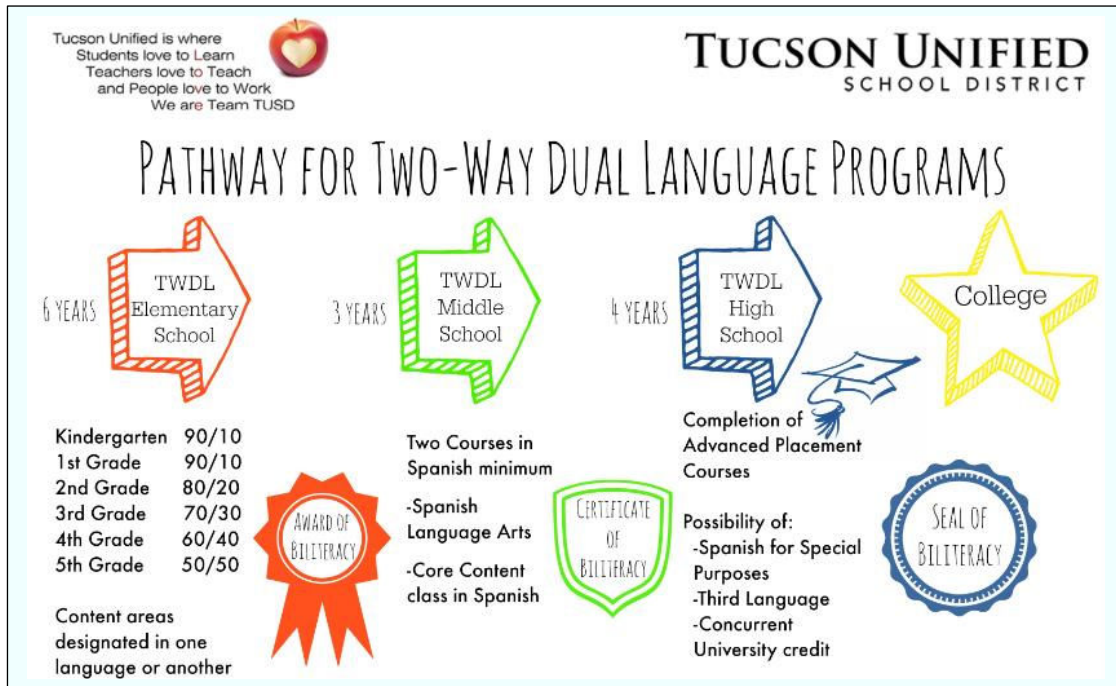 Tucson Unified is where
Students love to Learn
Teachers love to Teach
and People love to Work
We are Team TUSD
TUCSON UNIFIED
SCHOOL DISTRICT
PATHWAY FOR TWO-WAY DUAL LANGUAGE PROGRAMS
6 YEARS
TWDL
Elementary
School
3 YEARS
TWDL
Middle
School
4 YEARS
TWDL
High
School
College
Kindergarten 90/10
1st Grade 90/10
2nd Grade 80/20
3rd Grade 70/30
4th Grade 60/40
5th Grade 50/50
Content areas
designated in one
language or another
AWARD OF
BILITERACY
Two Courses in
Spanish minimum
-Spanish
Language Arts
-Core Content
class in Spanish
CERTIFICATE
OF
BILITERACY
Completion of
Advanced Placement
Courses
Possibility of:
-Spanish for Special
Purposes
-Third Language
-Concurrent
University credit
SEAL OF
BILITERACY